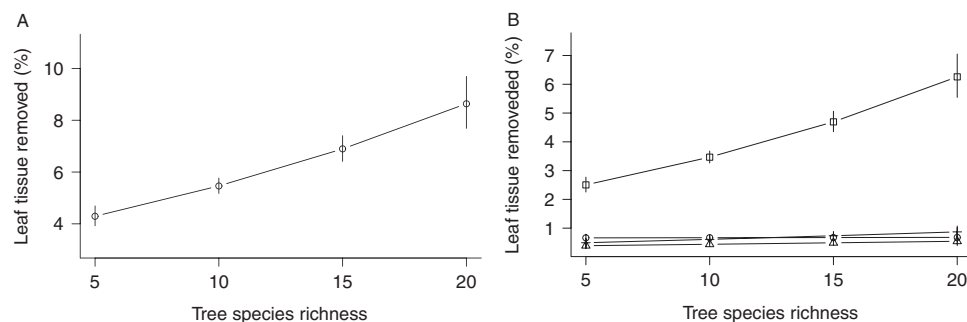 A
Leaf tissue removed (%)
10
8
6
4
5 10 15 20
Tree species richness
B
Leaf tissue removeded (%)
7
6
5
4
3
2
1
5 10 15 20
Tree species richness